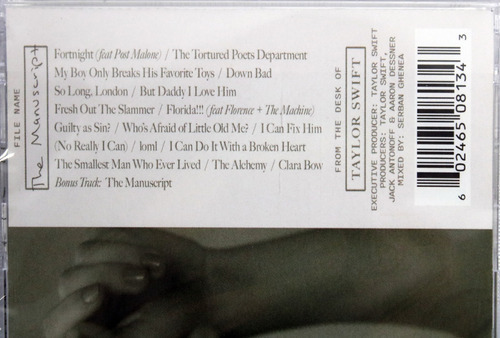 FILE NAME
The Manuscript
Fortnight (feat Post Malone) / The Tortured Poets Department
My Boy Only Breaks His Favorite Toys / Down Bad
So Long, London / But Daddy I Love Him
Fresh Out The Slammer / Florida!!! (feat Florence + The Machine)
Guilty as Sin? / Who's Afraid of Little Old Me? / I Can Fix Him
(No Really I Can) / loml / I Can Do It With a Broken Heart
The Smallest Man Who Ever Lived / The Alchemy / Clara Bow
Bonus Track: The Manuscript
FROM THE DESK OF
TAYLOR SWIFT
EXECUTIVE PRODUCER: TAYLOR SWIFT
PRODUCERS: TAYLOR SWIFT,
JACK ANTONOFF & AARON DESSNER
MIXED BY: SERBAN GHENEA
6 02465 08134 3